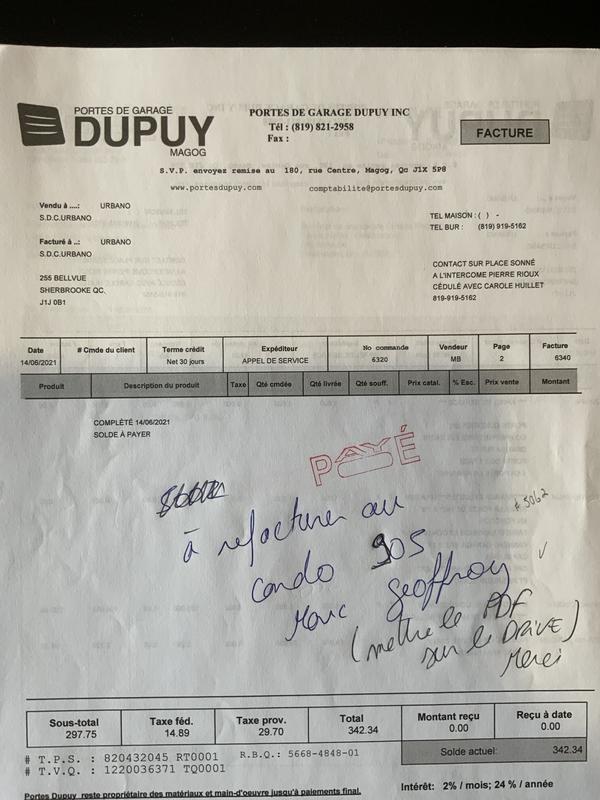 PORTES DE GARAGE
DUPUY
MAGOG
PORTES DE GARAGE DUPUY INC
Tél : (819) 821-2958
Fax :
FACTURE
S.V.P. envoyez remise au 180, rue Centre, Magog, Qc J1X 5P8
www.portesdupuy.com comptabilite@portesdupuy.com
Vendu à ....: URBANO
S.D.C.URBANO
TEL MAISON : ( ) -
TEL BUR : (819) 919-5162
Facturé à ..: URBANO
S.D.C.URBANO
255 BELLVUE
SHERBROOKE QC,
J1J 0B1
CONTACT SUR PLACE SONNÉ
A L'INTERCOME PIERRE RIOUX
CÉDULÉ AVEC CAROLE HUILLET
819-919-5162
Date # Cmde du client Terme crédit Expéditeur No commande Vendeur Page Facture
14/06/2021 Net 30 jours APPEL DE SERVICE 6320 MB 2 6340
Produit Description du produit Taxe Qté cmdée Qté livrée Qté souff. Prix catal. % Esc. Prix vente Montant
COMPLÉTÉ 14/06/2021
SOLDE À PAYER
PAYÉ
# 5062
à refacturer au
condo 905
Marc Geoffroy
(mettre le PDF
sur le DRIVE)
Merci
Sous-total Taxe féd. Taxe prov. Total Montant reçu Reçu à date
297.75 14.89 29.70 342.34 0.00 0.00
Solde actuel: 342.34
# T.P.S. : 820432045 RT0001 R.B.Q.: 5668-4848-01
# T.V.Q. : 1220036371 TQ0001
Intérêt: 2% / mois; 24 % / année
Portes Dupuy reste propriétaire des matériaux et main-d'oeuvre jusqu'à paiements final.